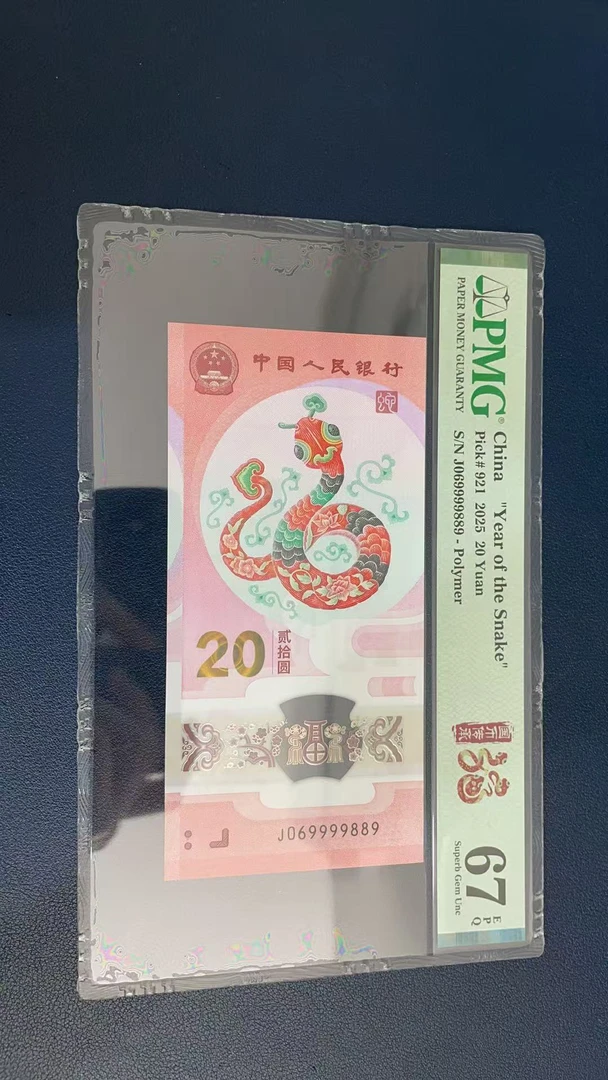 PMG®
PAPER MONEY GUARANTY
China "Year of the Snake"
Pick# 921 2025 20 Yuan
S/N J069999889 - Polymer
67 EPQ
Superb Gem Unc
中国人民银行
20
贰拾圆
福
J069999889